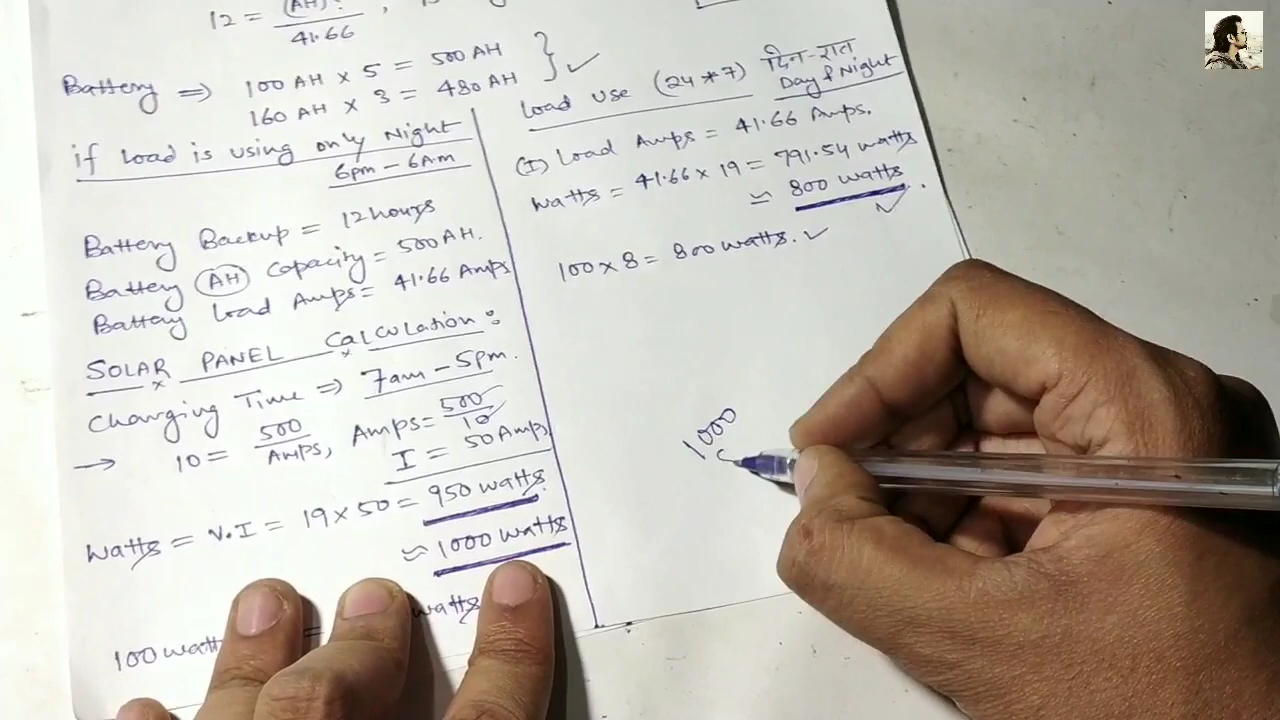 12 = (AH)
41.66
Battery ⇒ 100 AH × 5 = 500 AH
160 AH × 3 = 480 AH
if Load is using only Night
6pm - 6Am
Battery Backup = 12 hours
Battery AH Capacity = 500 AH.
Battery Load Amps = 41.66 Amps
SOLAR PANEL Calculation:
Charging Time ⇒ 7am - 5pm.
→ 10 = 500/AMPS, Amps = 500/10
I = 50 Amps
Watts = V.I = 19 × 50 = 950 watts.
≈ 1000 watts
100 watt = watts
Load Use (24*7) दिन-रात
Day & Night
(I) Load Amps = 41.66 Amps.
Watts = 41.66 × 19 = 791.54 watts
≈ 800 watts.
100 × 8 = 800 watts.
1000